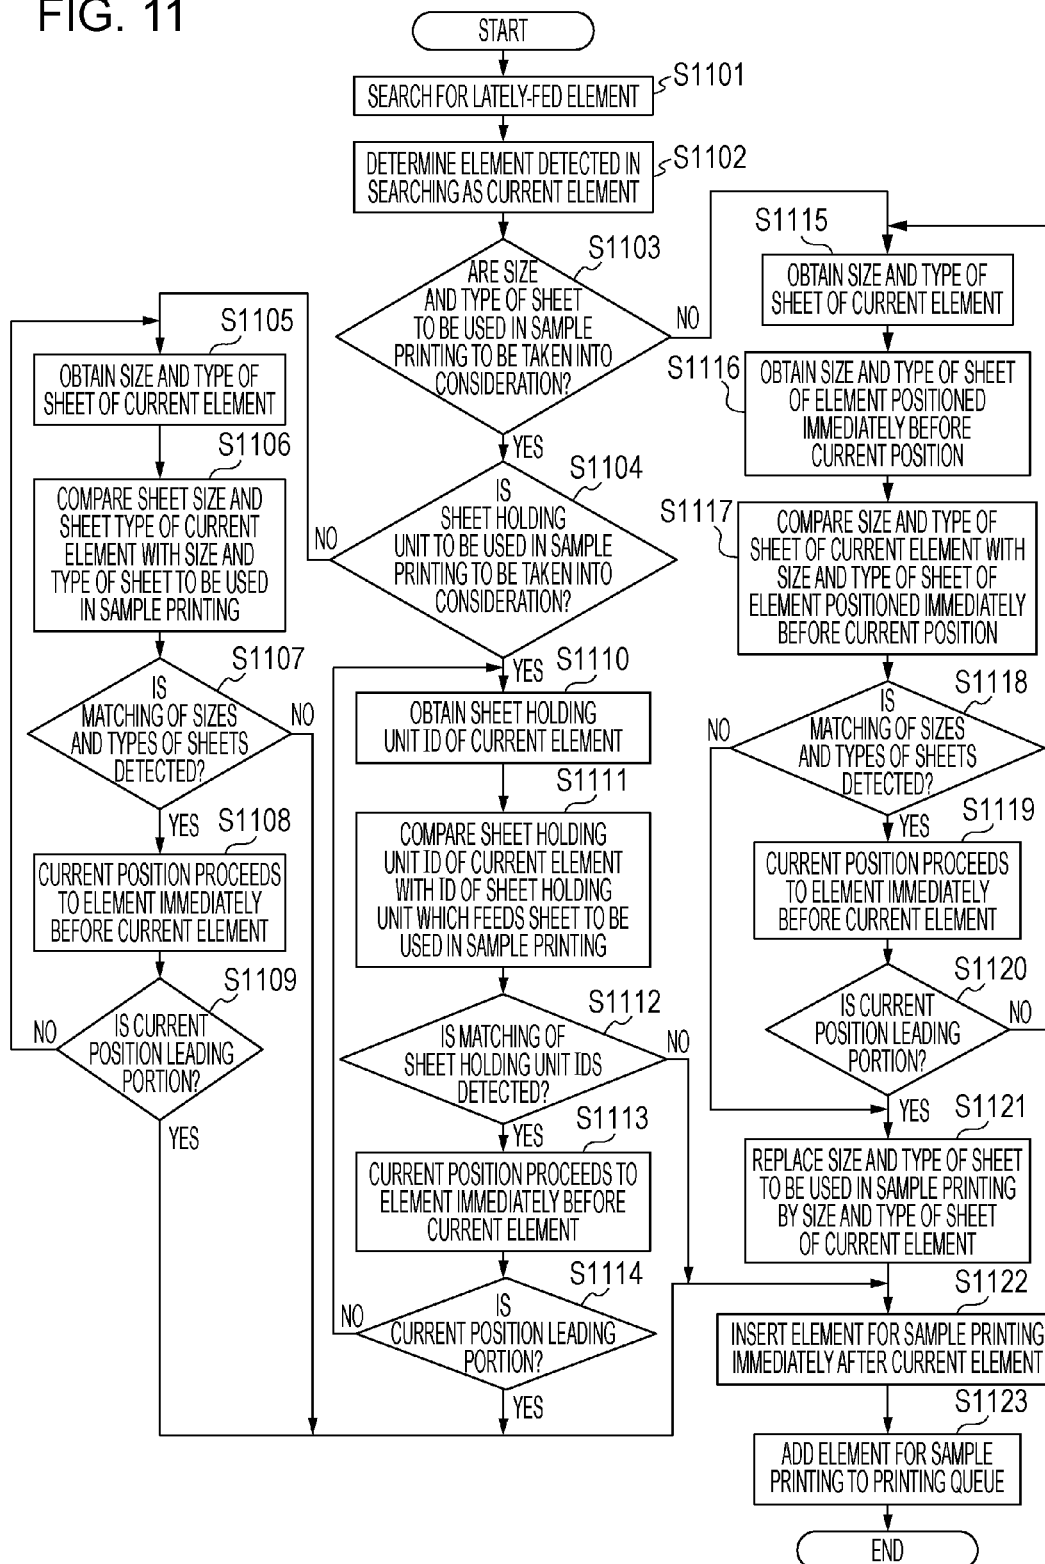 FIG. 11
START
S1101
SEARCH FOR LATELY-FED ELEMENT
S1102
DETERMINE ELEMENT DETECTED IN
SEARCHING AS CURRENT ELEMENT
S1103
ARE SIZE
AND TYPE OF SHEET
TO BE USED IN SAMPLE
PRINTING TO BE TAKEN INTO
CONSIDERATION?
NO
YES
S1104
IS
SHEET HOLDING
UNIT TO BE USED IN SAMPLE
PRINTING TO BE TAKEN INTO
CONSIDERATION?
NO
YES
S1105
OBTAIN SIZE AND TYPE OF
SHEET OF CURRENT ELEMENT
S1106
COMPARE SHEET SIZE AND
SHEET TYPE OF CURRENT
ELEMENT WITH SIZE AND
TYPE OF SHEET TO BE USED
IN SAMPLE PRINTING
S1107
IS
MATCHING OF SIZES
AND TYPES OF SHEETS
DETECTED?
NO
YES
S1108
CURRENT POSITION PROCEEDS
TO ELEMENT IMMEDIATELY
BEFORE CURRENT ELEMENT
S1109
IS CURRENT
POSITION LEADING
PORTION?
NO
YES
S1110
OBTAIN SHEET HOLDING
UNIT ID OF CURRENT ELEMENT
S1111
COMPARE SHEET HOLDING
UNIT ID OF CURRENT ELEMENT
WITH ID OF SHEET HOLDING
UNIT WHICH FEEDS SHEET TO BE
USED IN SAMPLE PRINTING
S1112
IS MATCHING OF
SHEET HOLDING UNIT IDS
DETECTED?
NO
YES
S1113
CURRENT POSITION PROCEEDS TO
ELEMENT IMMEDIATELY BEFORE
CURRENT ELEMENT
S1114
IS
CURRENT POSITION LEADING
PORTION?
NO
YES
S1115
OBTAIN SIZE AND TYPE OF
SHEET OF CURRENT ELEMENT
S1116
OBTAIN SIZE AND TYPE OF SHEET
OF ELEMENT POSITIONED
IMMEDIATELY BEFORE
CURRENT POSITION
S1117
COMPARE SIZE AND TYPE OF
SHEET OF CURRENT ELEMENT WITH
SIZE AND TYPE OF SHEET OF
ELEMENT POSITIONED IMMEDIATELY
BEFORE CURRENT POSITION
S1118
IS
MATCHING OF SIZES
AND TYPES OF SHEETS
DETECTED?
NO
YES
S1119
CURRENT POSITION PROCEEDS
TO ELEMENT IMMEDIATELY
BEFORE CURRENT ELEMENT
S1120
IS CURRENT
POSITION LEADING
PORTION?
NO
YES
S1121
REPLACE SIZE AND TYPE OF SHEET
TO BE USED IN SAMPLE PRINTING
BY SIZE AND TYPE OF SHEET
OF CURRENT ELEMENT
S1122
INSERT ELEMENT FOR SAMPLE PRINTING
IMMEDIATELY AFTER CURRENT ELEMENT
S1123
ADD ELEMENT FOR SAMPLE
PRINTING TO PRINTING QUEUE
END